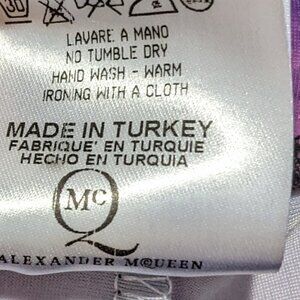 30
LAVARE A MANO
NO TUMBLE DRY
HAND WASH - WARM
IRONING WITH A CLOTH
MADE IN TURKEY
FABRIQUE' EN TURQUIE
HECHO EN TURQUIA
McQ
ALEXANDER McQUEEN